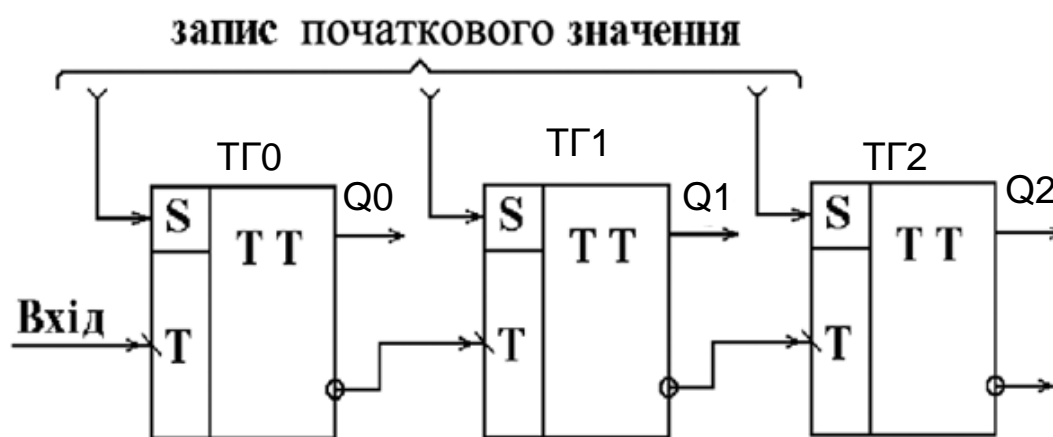 запис початкового значення
ТГ0
ТГ1
ТГ2
Q0
Q1
Q2
S
Т Т
S
Т Т
S
Т Т
Вхід
Т
Т
Т